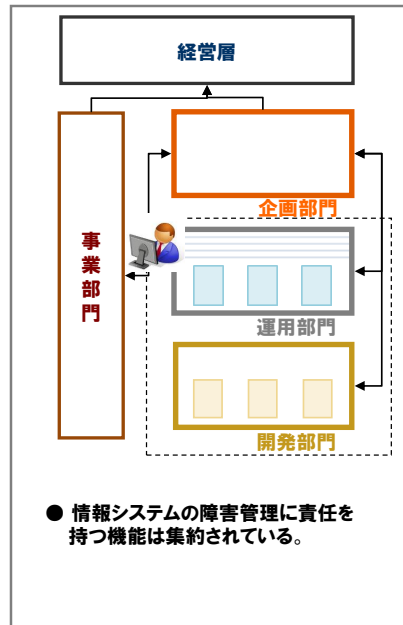 経営層
企画部門
事業部門
運用部門
開発部門
● 情報システムの障害管理に責任を
持つ機能は集約されている。